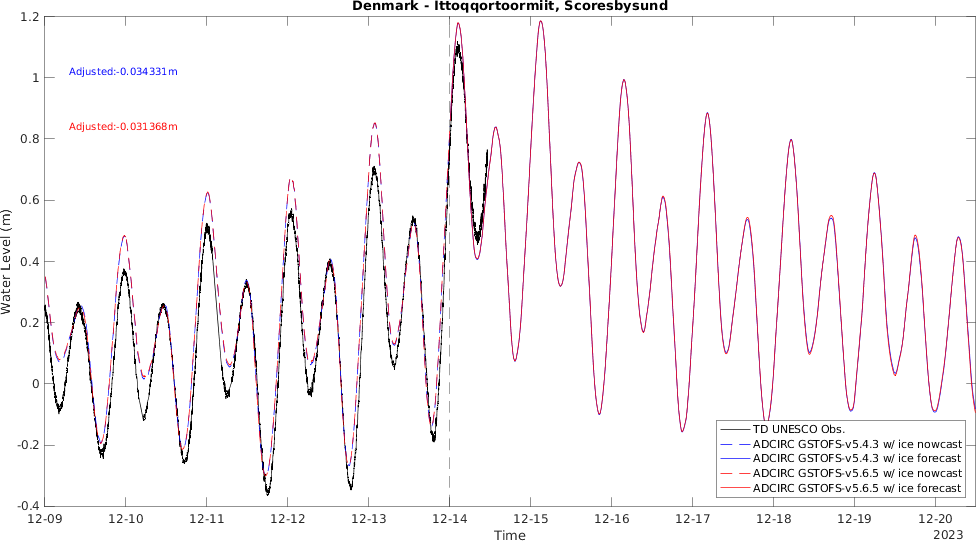 Denmark - Ittoqqortoormiit, Scoresbysund
1.2
1
0.8
0.6
0.4
0.2
0
-0.2
-0.4
Water Level (m)
Adjusted:-0.034331m
Adjusted:-0.031368m
TD UNESCO Obs.
ADCIRC GSTOFS-v5.4.3 w/ ice nowcast
ADCIRC GSTOFS-v5.4.3 w/ ice forecast
ADCIRC GSTOFS-v5.6.5 w/ ice nowcast
ADCIRC GSTOFS-v5.6.5 w/ ice forecast
12-09 12-10 12-11 12-12 12-13 12-14 12-15 12-16 12-17 12-18 12-19 12-20
Time
2023